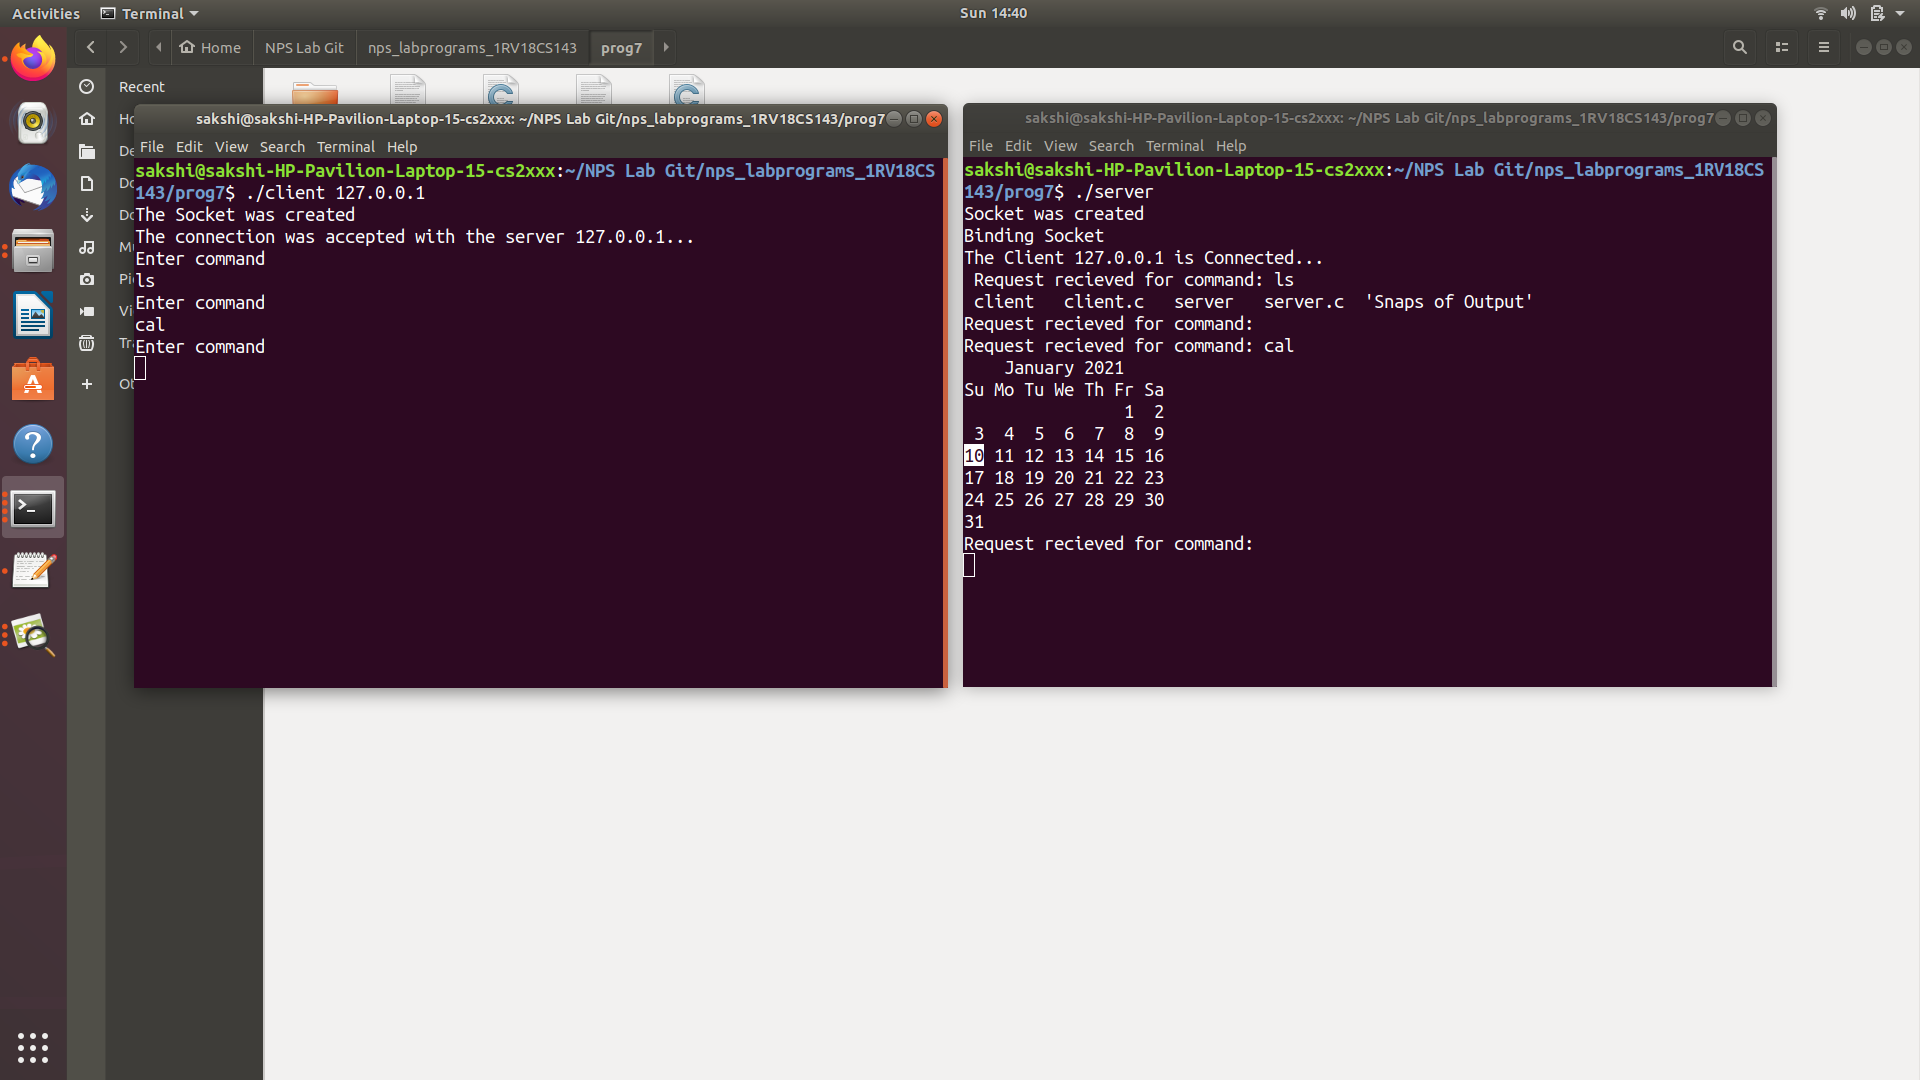 Activities Terminal Sun 14:40
Home NPS Lab Git nps_labprograms_1RV18CS143 prog7
Recent
Ho
De
Do
Do
Mu
Pi
Vi
Tra
Ot
sakshi@sakshi-HP-Pavilion-Laptop-15-cs2xxx: ~/NPS Lab Git/nps_labprograms_1RV18CS143/prog7
File Edit View Search Terminal Help
sakshi@sakshi-HP-Pavilion-Laptop-15-cs2xxx:~/NPS Lab Git/nps_labprograms_1RV18CS
143/prog7$ ./client 127.0.0.1
The Socket was created
The connection was accepted with the server 127.0.0.1...
Enter command
ls
Enter command
cal
Enter command
sakshi@sakshi-HP-Pavilion-Laptop-15-cs2xxx: ~/NPS Lab Git/nps_labprograms_1RV18CS143/prog7
File Edit View Search Terminal Help
sakshi@sakshi-HP-Pavilion-Laptop-15-cs2xxx:~/NPS Lab Git/nps_labprograms_1RV18CS
143/prog7$ ./server
Socket was created
Binding Socket
The Client 127.0.0.1 is Connected...
Request recieved for command: ls
client client.c server server.c 'Snaps of Output'
Request recieved for command:
Request recieved for command: cal
January 2021
Su Mo Tu We Th Fr Sa
1 2
3 4 5 6 7 8 9
10 11 12 13 14 15 16
17 18 19 20 21 22 23
24 25 26 27 28 29 30
31
Request recieved for command: